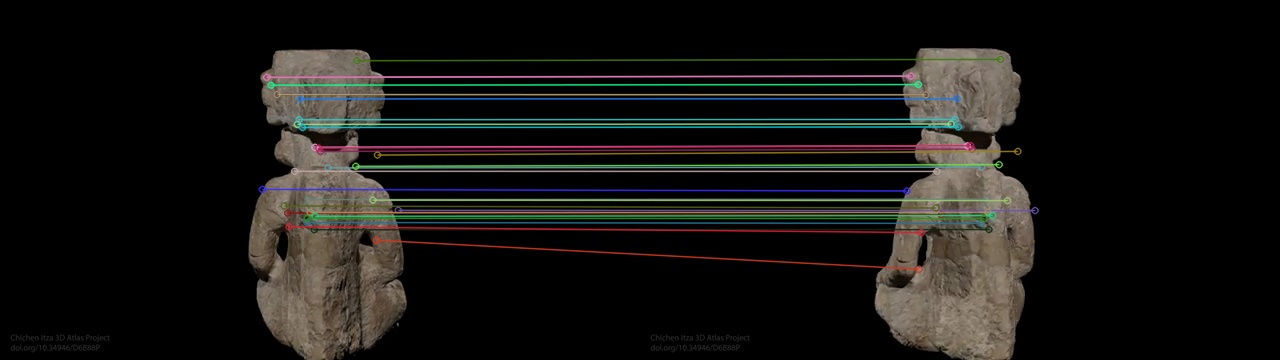 Chichen Itza 3D Atlas Project
doi.org/10.34946/D6B88P
Chichen Itza 3D Atlas Project
doi.org/10.34946/D6B88P